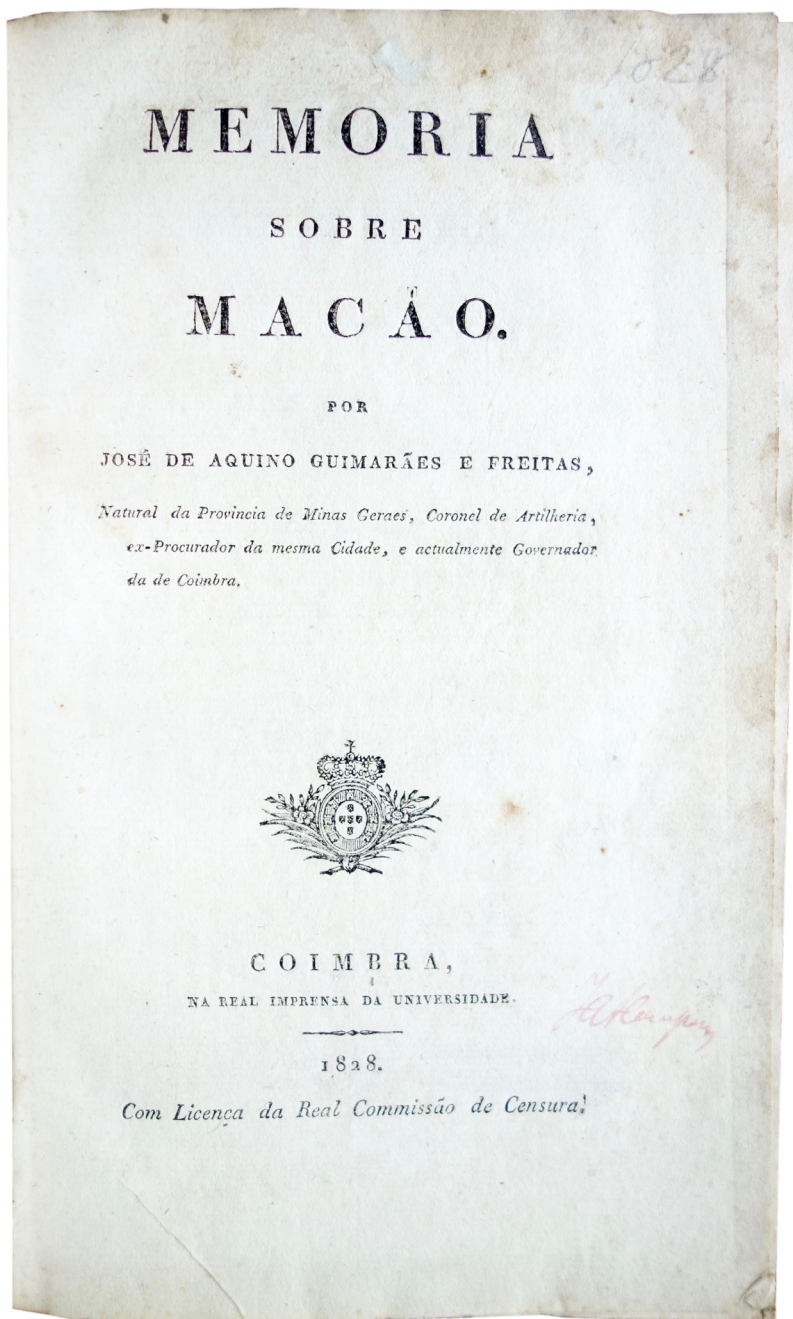 1828
MEMORIA
SOBRE
MACÁO.
POR
JOSÉ DE AQUINO GUIMARÃES E FREITAS,
Natural da Provincia de Minas Geraes, Coronel de Artilheria,
ex-Procurador da mesma Cidade, e actualmente Governador
da de Coimbra.
COIMBRA,
NA REAL IMPRENSA DA UNIVERSIDADE.
1828.
Com Licença da Real Commissão de Censura.